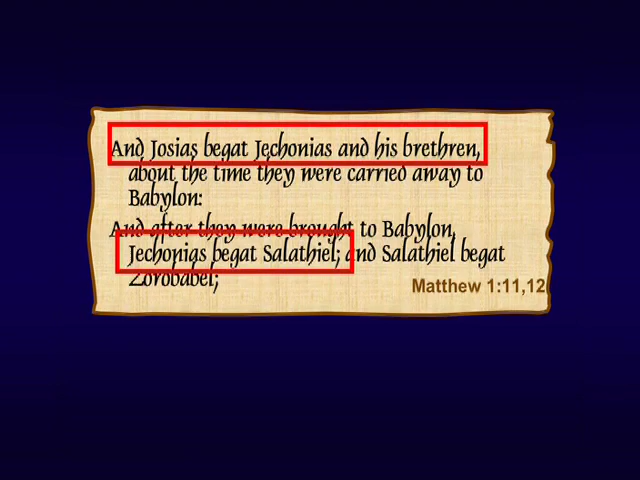 And Josias begat Jechonias and his brethren,
about the time they were carried away to
Babylon:
And after they were brought to Babylon,
Jechonias begat Salathiel; and Salathiel begat
Zorobabel;
Matthew 1:11,12